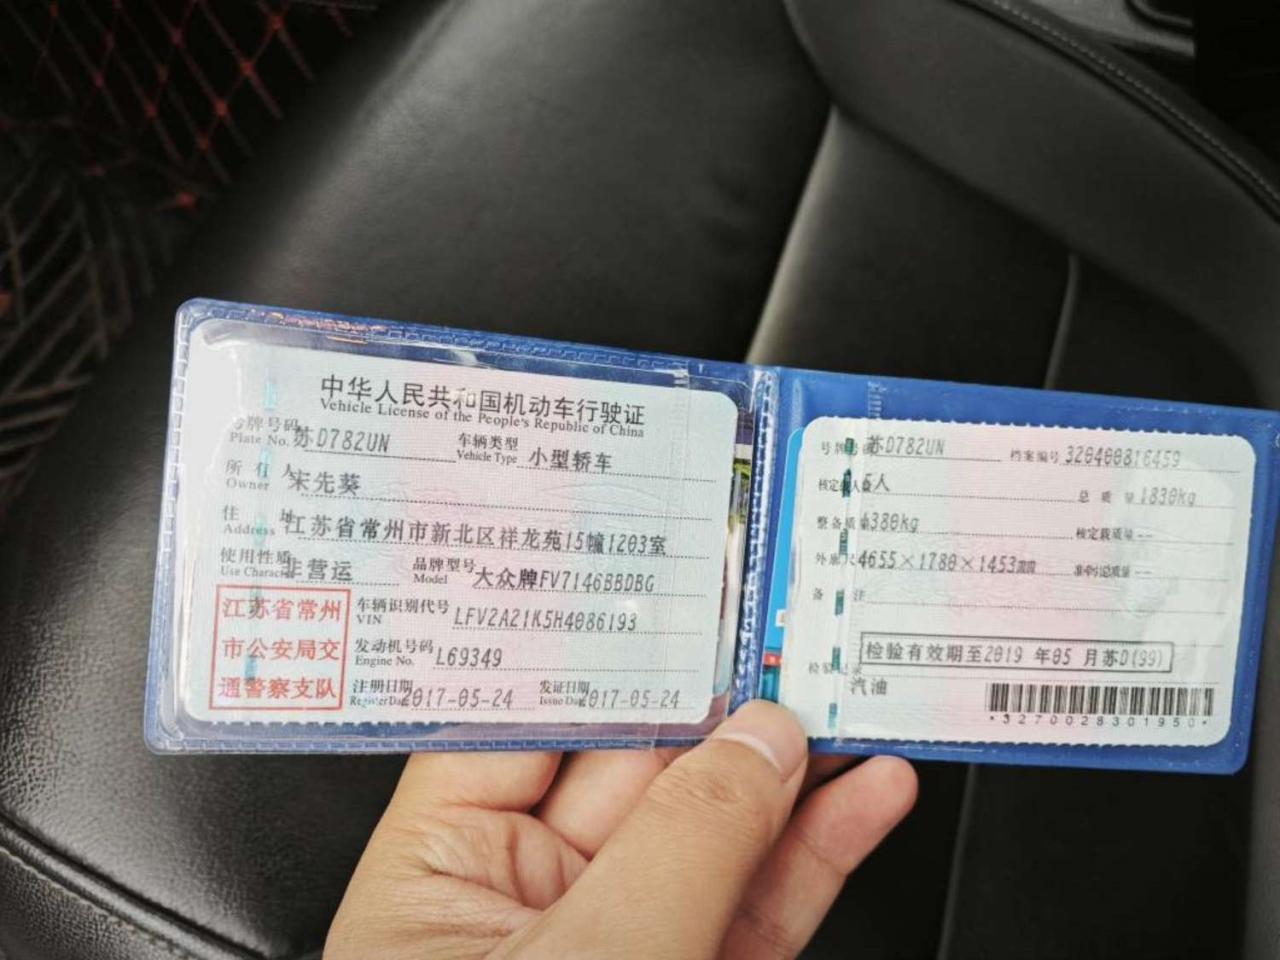 中华人民共和国机动车行驶证
Vehicle License of the People's Republic of China
号牌号码 苏D782UN 车辆类型 小型轿车
Plate No. Vehicle Type
所有人 宋先葵
Owner
住址 江苏省常州市新北区祥龙苑15幢1203室
Address
使用性质 非营运 品牌型号 大众牌FV7146BBDBG
Use Character Model
江苏省常州
市公安局交
通警察支队
车辆识别代号 LFV2A21K5H4086193
VIN
发动机号码 L69349
Engine No.
注册日期 2017-05-24 发证日期 2017-05-24
Register Date Issue Date
号牌号码 苏D782UN 档案编号 320400816459
核定载人数 5人 总质量 1830kg
整备质量 1380kg 核定载质量 --
外廓尺寸 4655×1780×1453mm 准牵引总质量 --
备注
检验记录 检验有效期至2019 年05 月苏D(99)
汽油
*3270028301950*